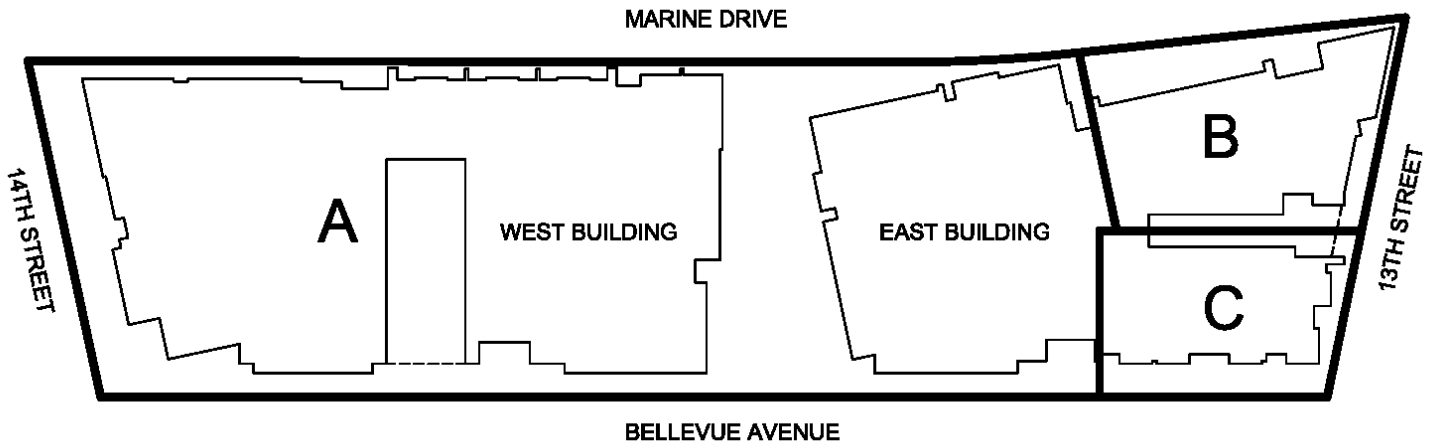 MARINE DRIVE
B
14TH STREET
A
WEST BUILDING
EAST BUILDING
13TH STREET
C
BELLEVUE AVENUE